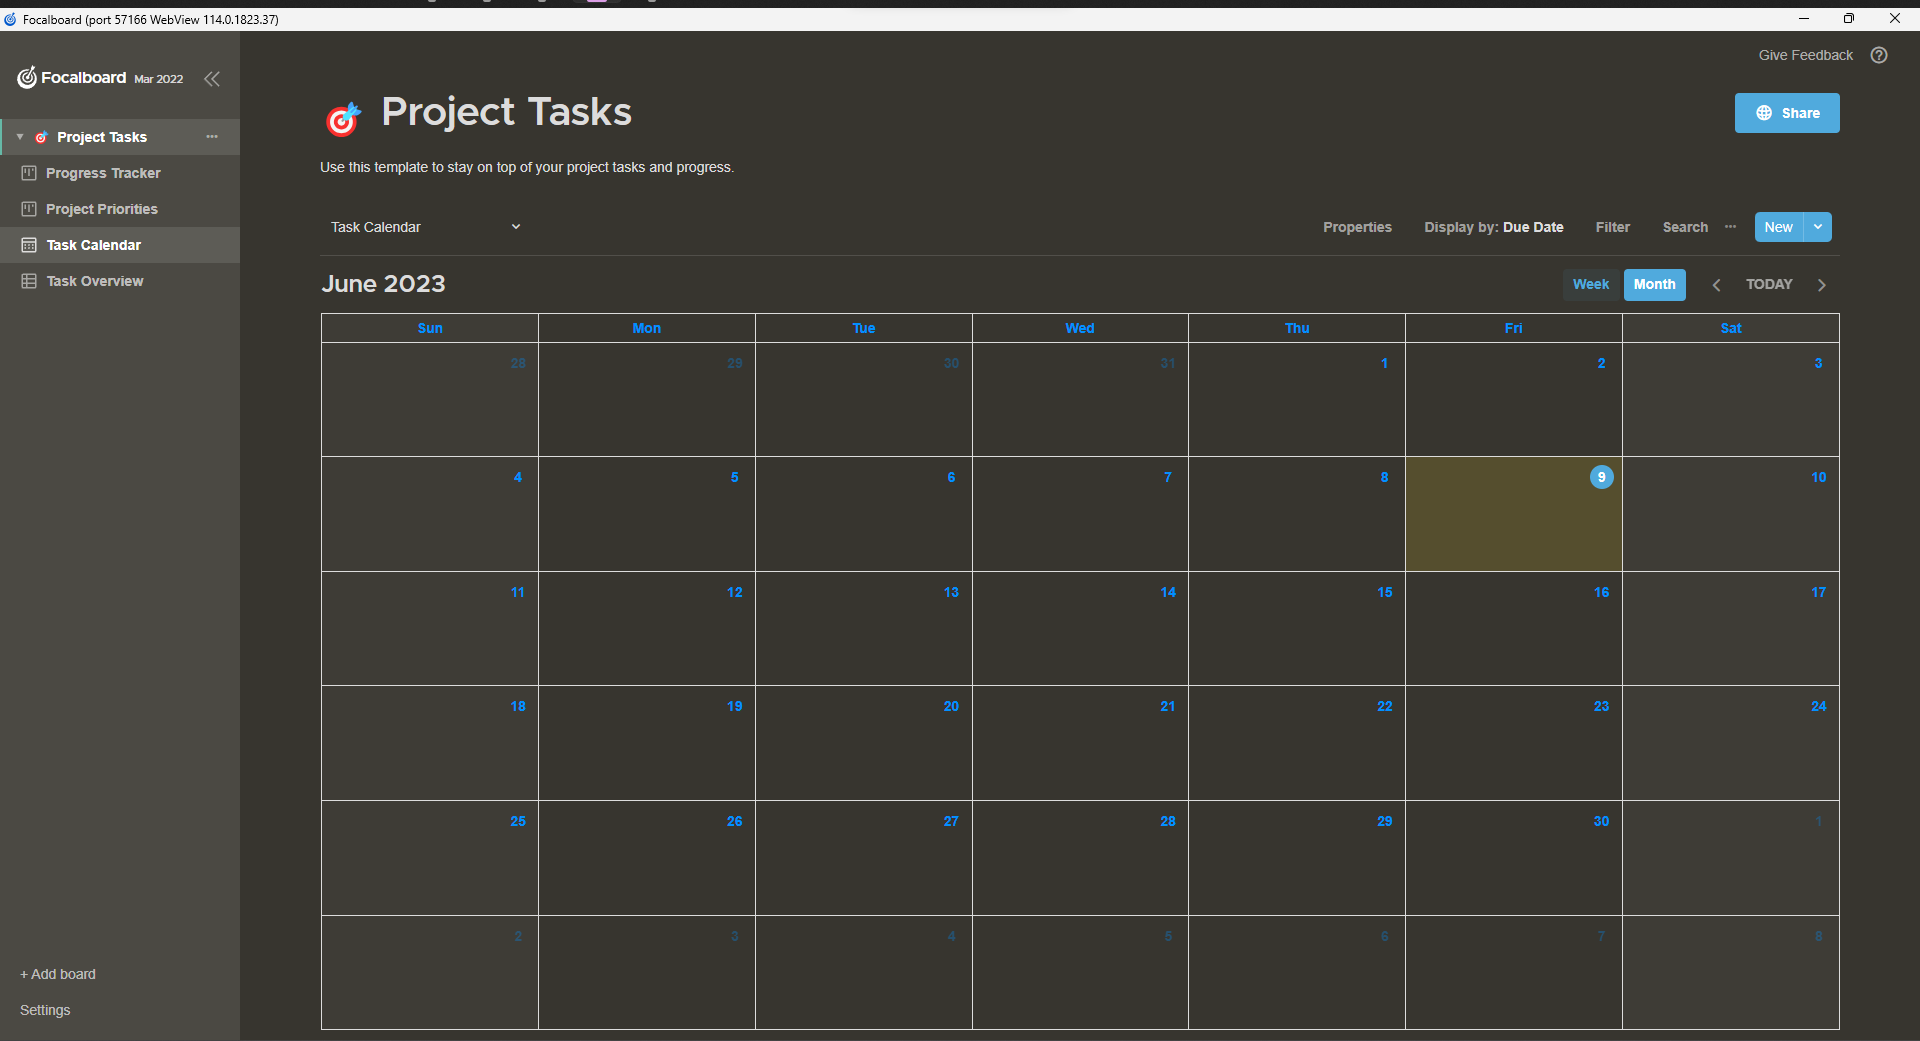 Focalboard (port 57166 WebView 114.0.1823.37)
Give Feedback
Focalboard Mar 2022
Project Tasks
Progress Tracker
Project Priorities
Task Calendar
Task Overview
+ Add board
Settings
Project Tasks
Share
Use this template to stay on top of your project tasks and progress.
Task Calendar
Properties Display by: Due Date Filter Search New
June 2023
Week Month TODAY
Sun Mon Tue Wed Thu Fri Sat
28 29 30 31 1 2 3
4 5 6 7 8 9 10
11 12 13 14 15 16 17
18 19 20 21 22 23 24
25 26 27 28 29 30 1
2 3 4 5 6 7 8